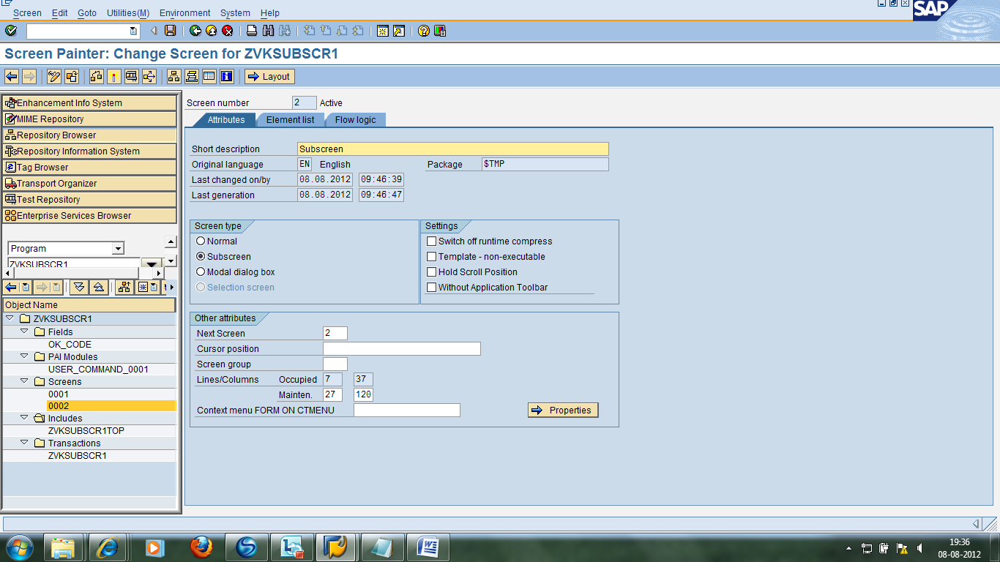 Screen Edit Goto Utilities(M) Environment System Help
SAP
Screen Painter: Change Screen for ZVKSUBSCR1
Layout
Enhancement Info System
MIME Repository
Repository Browser
Repository Information System
Tag Browser
Transport Organizer
Test Repository
Enterprise Services Browser
Program
ZVKSUBSCR1
Object Name
ZVKSUBSCR1
Fields
OK_CODE
PAI Modules
USER_COMMAND_0001
Screens
0001
0002
Includes
ZVKSUBSCR1TOP
Transactions
ZVKSUBSCR1
Screen number 2 Active
Attributes Element list Flow logic
Short description Subscreen
Original language EN English Package $TMP
Last changed on/by 08.08.2012 09:46:39
Last generation 08.08.2012 09:46:47
Screen type
Normal
Subscreen
Modal dialog box
Selection screen
Settings
Switch off runtime compress
Template - non-executable
Hold Scroll Position
Without Application Toolbar
Other attributes
Next Screen 2
Cursor position
Screen group
Lines/Columns Occupied 7 37
Mainten. 27 120
Context menu FORM ON CTMENU
Properties
19:36
08-08-2012